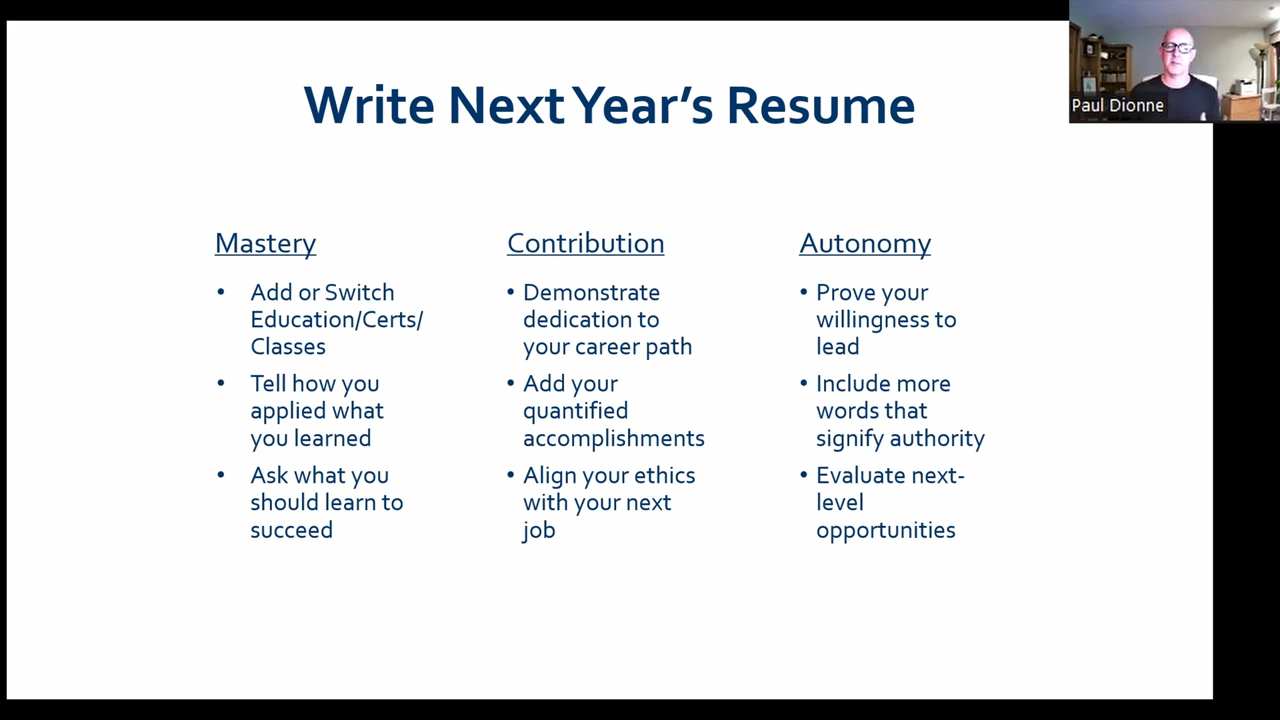 Write Next Year's Resume
Paul Dionne
Mastery
• Add or Switch
Education/Certs/
Classes
• Tell how you
applied what
you learned
• Ask what you
should learn to
succeed
Contribution
• Demonstrate
dedication to
your career path
• Add your
quantified
accomplishments
• Align your ethics
with your next
job
Autonomy
• Prove your
willingness to
lead
• Include more
words that
signify authority
• Evaluate next-
level
opportunities